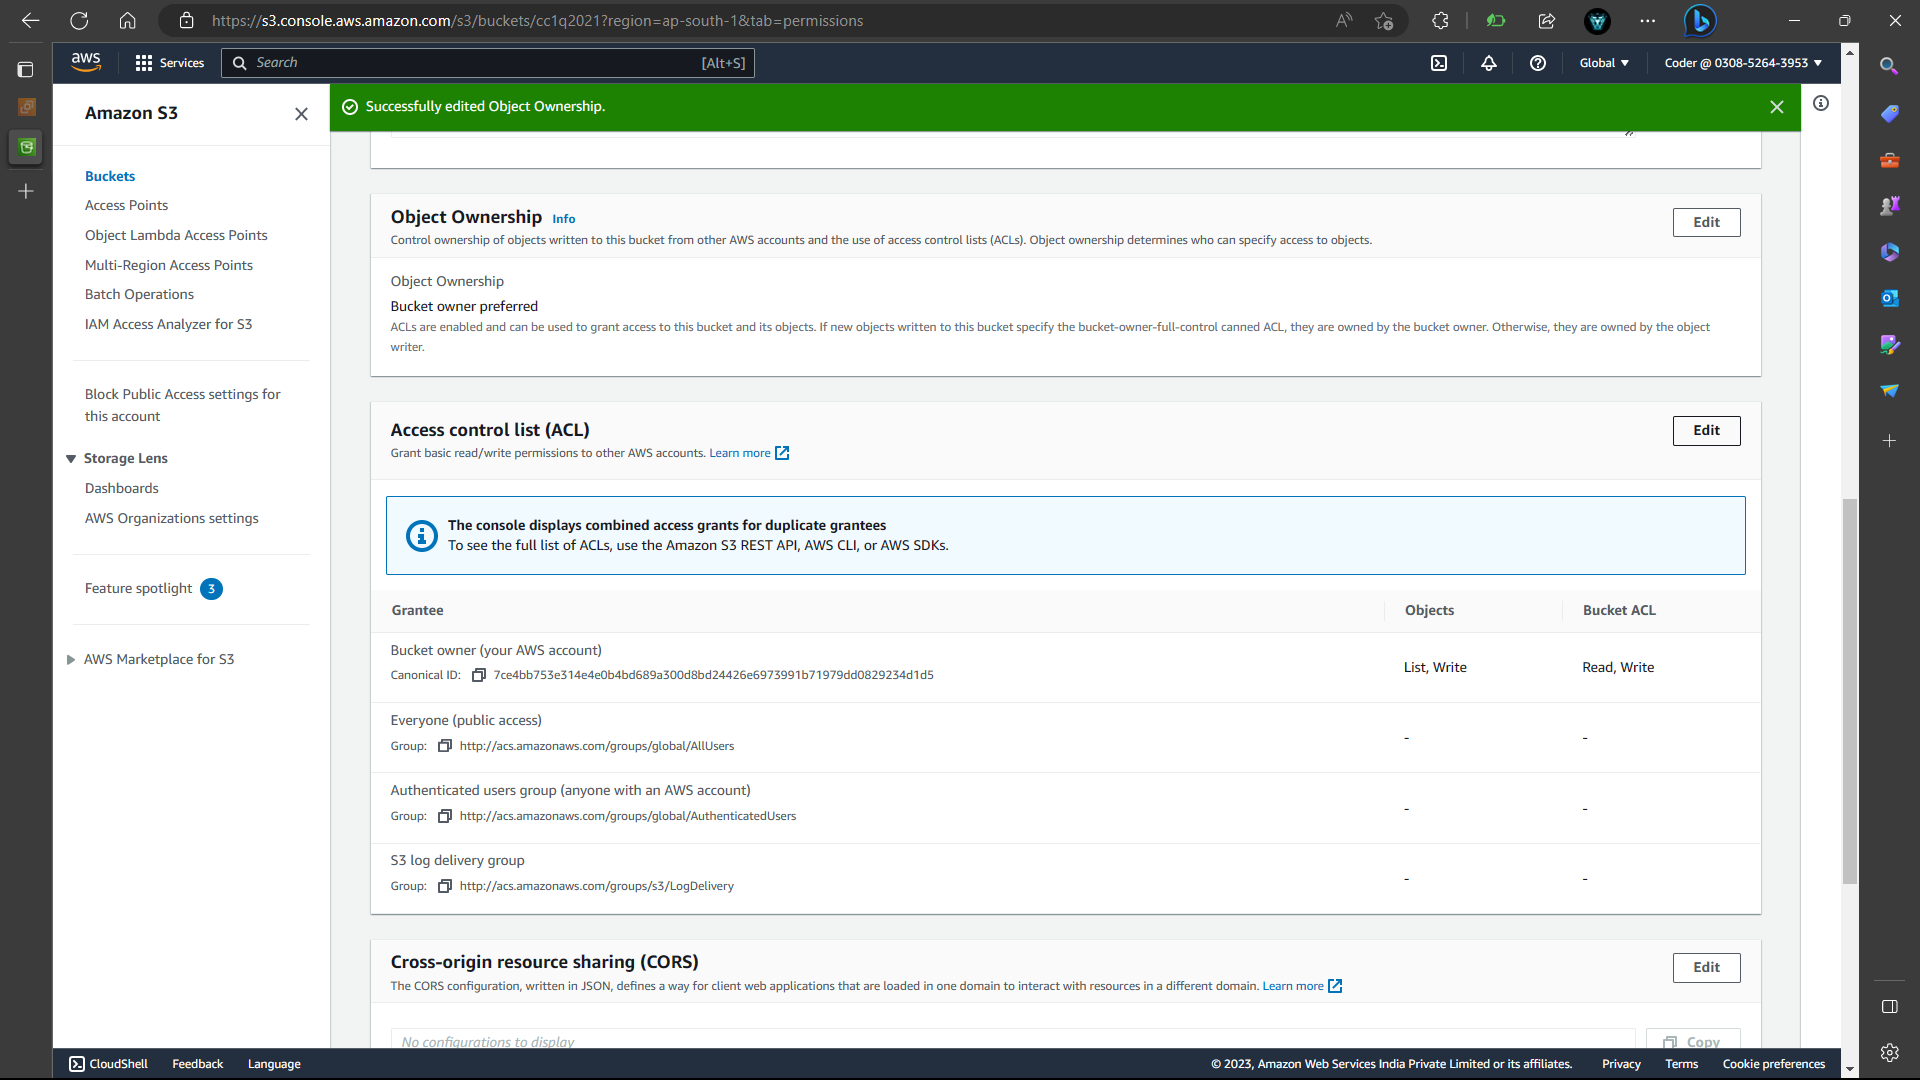 https://s3.console.aws.amazon.com/s3/buckets/cc1q2021?region=ap-south-1&tab=permissions
aws
Services
Search
[Alt+S]
Global
Coder @ 0308-5264-3953
Amazon S3
Successfully edited Object Ownership.
Buckets
Access Points
Object Lambda Access Points
Multi-Region Access Points
Batch Operations
IAM Access Analyzer for S3
Block Public Access settings for
this account
Storage Lens
Dashboards
AWS Organizations settings
Feature spotlight 3
AWS Marketplace for S3
Object Ownership Info
Edit
Control ownership of objects written to this bucket from other AWS accounts and the use of access control lists (ACLs). Object ownership determines who can specify access to objects.
Object Ownership
Bucket owner preferred
ACLs are enabled and can be used to grant access to this bucket and its objects. If new objects written to this bucket specify the bucket-owner-full-control canned ACL, they are owned by the bucket owner. Otherwise, they are owned by the object
writer.
Access control list (ACL)
Edit
Grant basic read/write permissions to other AWS accounts. Learn more
The console displays combined access grants for duplicate grantees
To see the full list of ACLs, use the Amazon S3 REST API, AWS CLI, or AWS SDKs.
Grantee Objects Bucket ACL
Bucket owner (your AWS account)
Canonical ID: 7ce4bb753e314e4e0b4bd689a300d8bd24426e6973991b71979dd0829234d1d5
List, Write Read, Write
Everyone (public access)
Group: http://acs.amazonaws.com/groups/global/AllUsers
- -
Authenticated users group (anyone with an AWS account)
Group: http://acs.amazonaws.com/groups/global/AuthenticatedUsers
- -
S3 log delivery group
Group: http://acs.amazonaws.com/groups/s3/LogDelivery
- -
Cross-origin resource sharing (CORS)
Edit
The CORS configuration, written in JSON, defines a way for client web applications that are loaded in one domain to interact with resources in a different domain. Learn more
No configurations to display
Copy
CloudShell Feedback Language
© 2023, Amazon Web Services India Private Limited or its affiliates. Privacy Terms Cookie preferences